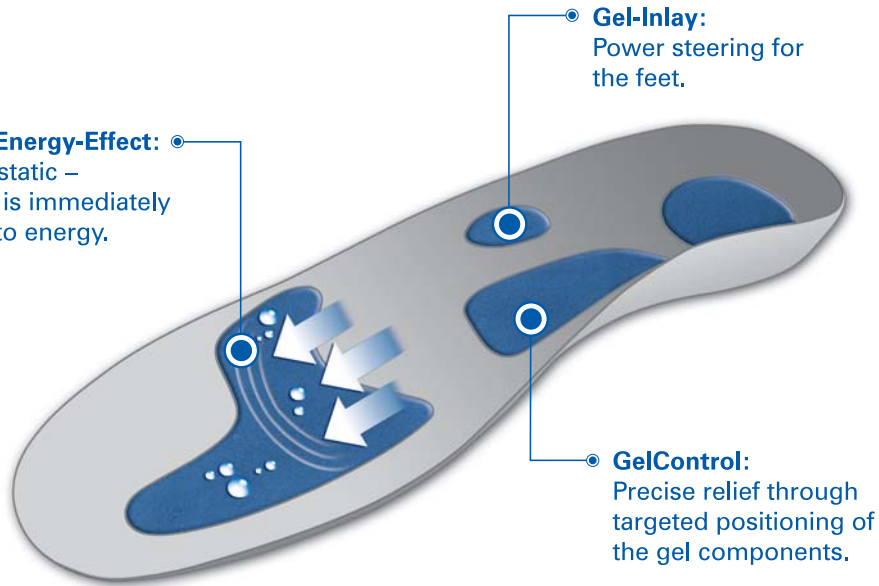 Gel-Inlay:
Power steering for
the feet.
Energy-Effect:
static –
is immediately
to energy.
GelControl:
Precise relief through
targeted positioning of
the gel components.